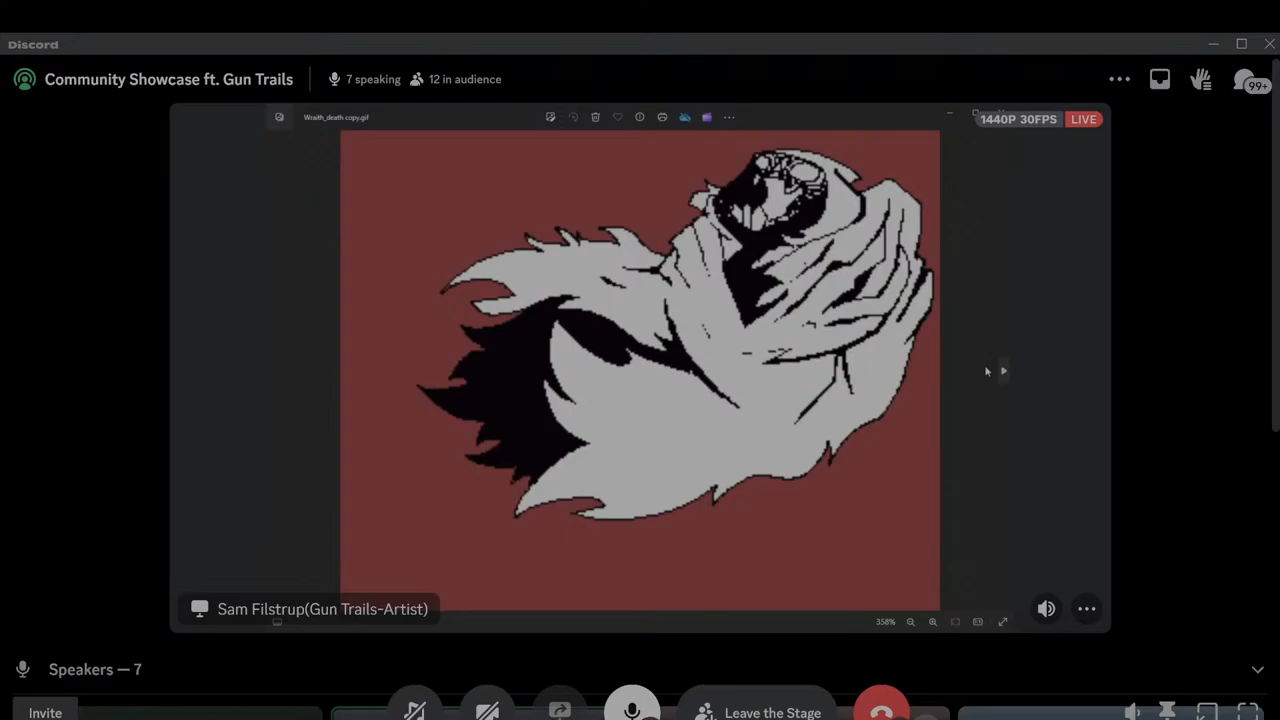 Discord
Community Showcase ft. Gun Trails
7 speaking
12 in audience
99+
Wraith_death copy.gif
1440P 30FPS
LIVE
Sam Filstrup(Gun Trails-Artist)
358%
Speakers — 7
Invite
Leave the Stage